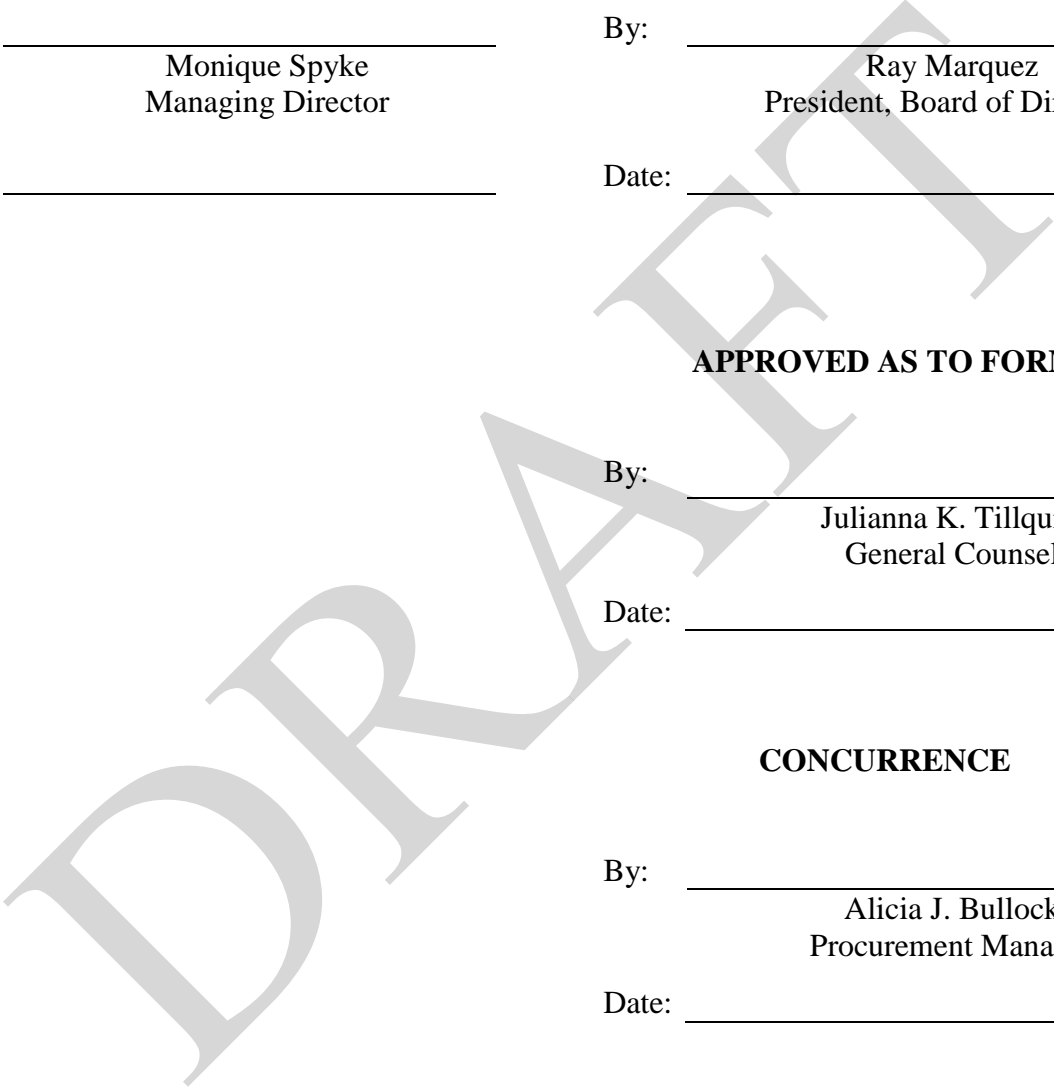 Monique Spyke
Managing Director
By:
Ray Marquez
President, Board of Di
Date:
APPROVED AS TO FORM
By:
Julianna K. Tillqu
General Counsel
Date:
CONCURRENCE
By:
Alicia J. Bullock
Procurement Mana
Date:
DRAFT